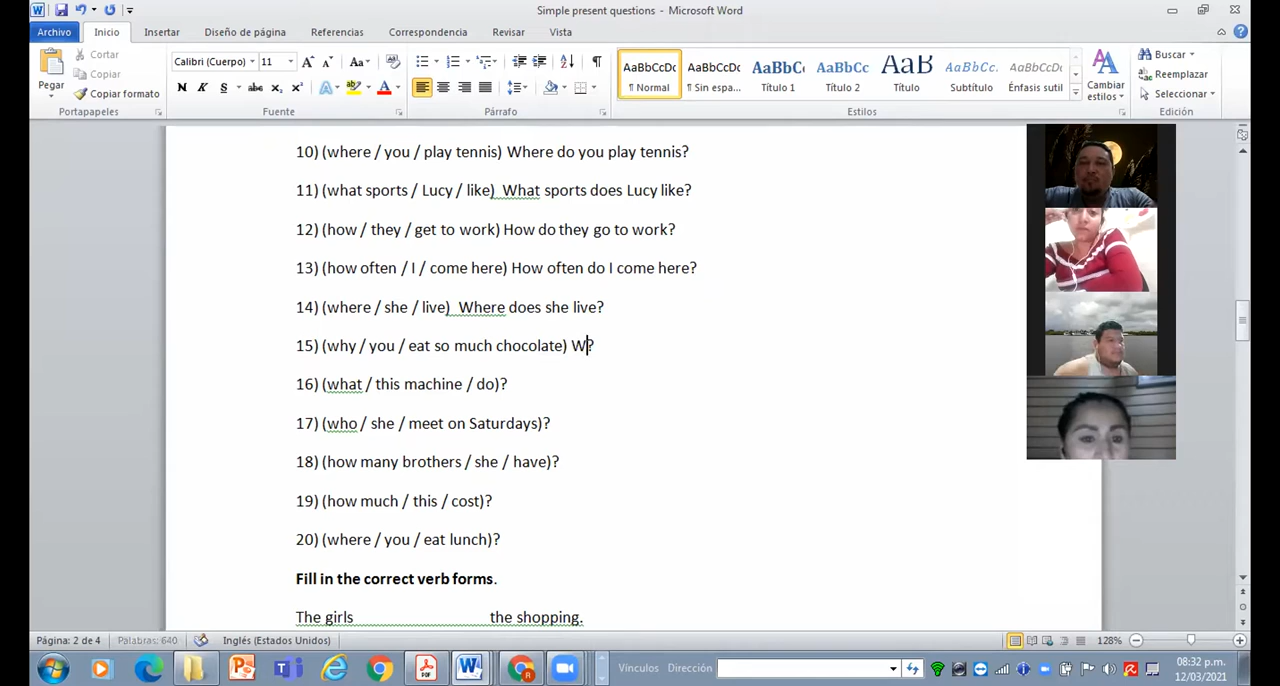 Simple present questions - Microsoft Word
Archivo Inicio Insertar Diseño de página Referencias Correspondencia Revisar Vista
Pegar
Cortar
Copiar
Copiar formato
Portapapeles
Calibri (Cuerpo) 11
Fuente
Párrafo
AaBbCcDc AaBbCcDc AaBbCc AaBbCc AaB AaBbCc. AaBbCcDc
¶ Normal ¶ Sin espa... Título 1 Título 2 Título Subtítulo Énfasis sutil
Cambiar estilos
Estilos
Buscar
Reemplazar
Seleccionar
Edición
10) (where / you / play tennis) Where do you play tennis?
11) (what sports / Lucy / like) What sports does Lucy like?
12) (how / they / get to work) How do they go to work?
13) (how often / I / come here) How often do I come here?
14) (where / she / live) Where does she live?
15) (why / you / eat so much chocolate) W?
16) (what / this machine / do)?
17) (who / she / meet on Saturdays)?
18) (how many brothers / she / have)?
19) (how much / this / cost)?
20) (where / you / eat lunch)?
Fill in the correct verb forms.
The girls the shopping.
Página: 2 de 4 Palabras: 640 Inglés (Estados Unidos) 128%
Vínculos Dirección
08:32 p.m.
12/03/2021